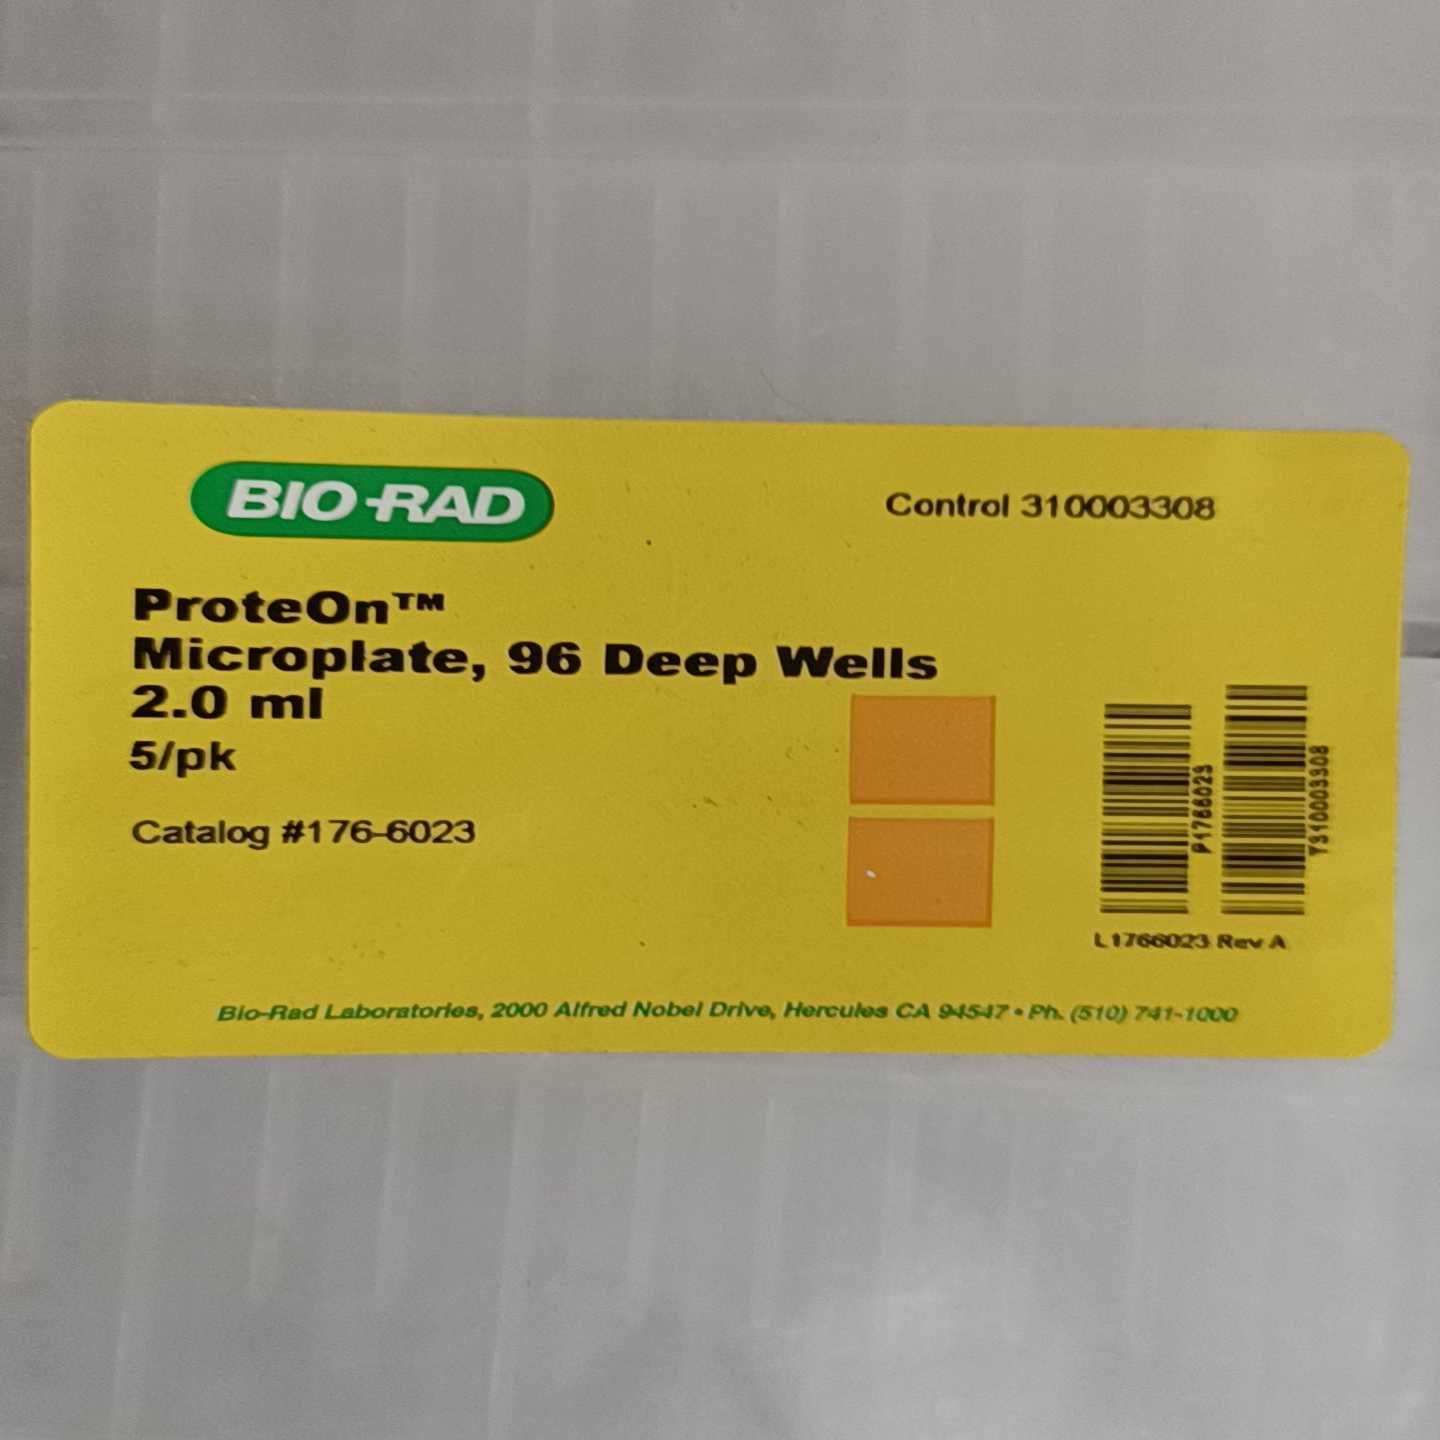 BIO-RAD
Control 310003308
ProteOn™
Microplate, 96 Deep Wells
2.0 ml
5/pk
Catalog #176-6023
P1766023
T310003308
L1766023 Rev A
Bio-Rad Laboratories, 2000 Alfred Nobel Drive, Hercules CA 94547 • Ph. (510) 741-1000